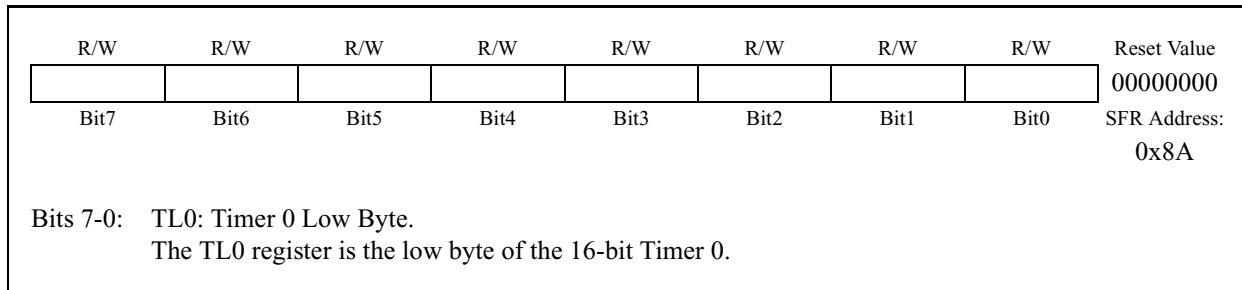 R/W R/W R/W R/W R/W R/W R/W R/W Reset Value
00000000
Bit7 Bit6 Bit5 Bit4 Bit3 Bit2 Bit1 Bit0 SFR Address:
0x8A
Bits 7-0: TL0: Timer 0 Low Byte.
The TL0 register is the low byte of the 16-bit Timer 0.